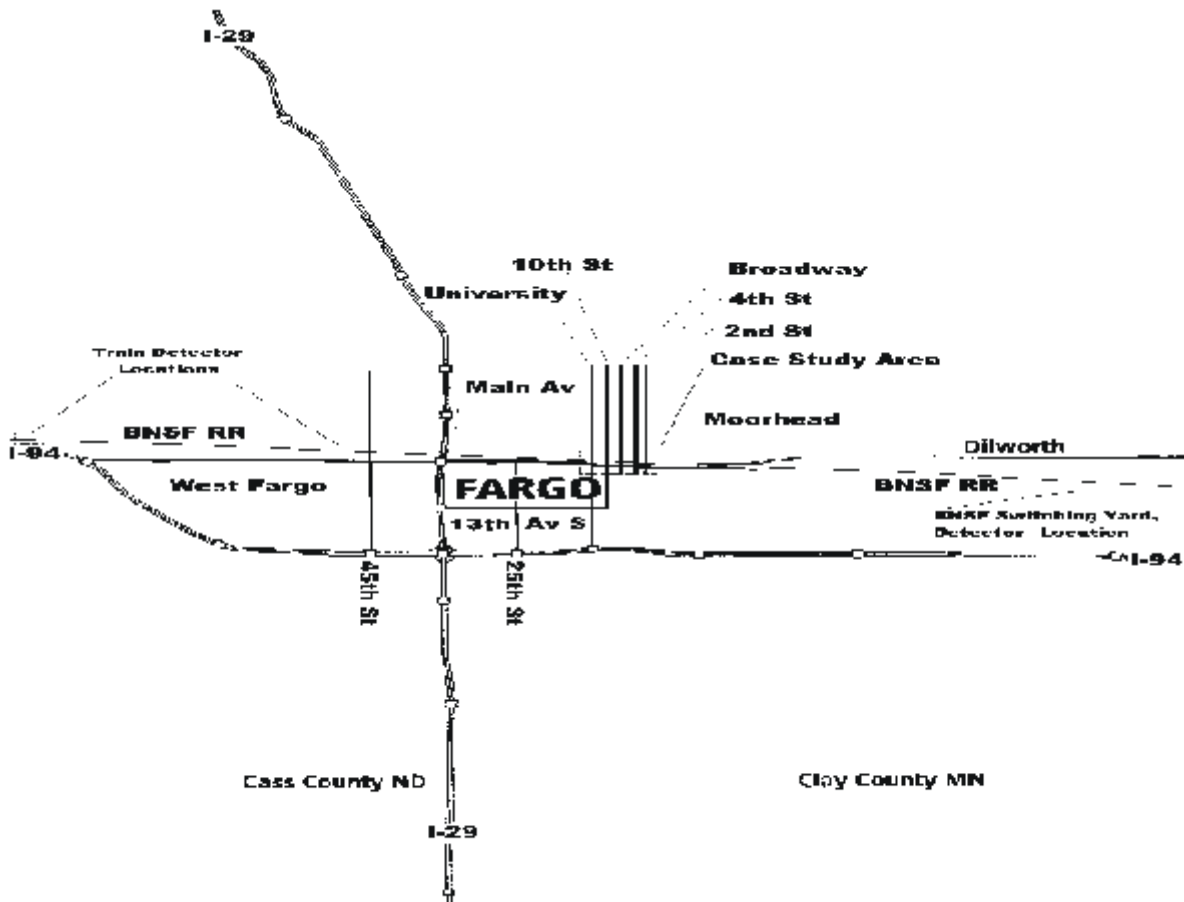 I-29
10th St
Broadway
University
4th St
2nd St
Train Detector
Locations
Case Study Area
Main Av
Moorhead
BNSF RR
I-94
Dilworth
West Fargo
FARGO
BNSF RR
13th Av S
BNSF Switching Yard,
Detector Location
I-94
45th St
25th St
Cass County ND
Clay County MN
I-29